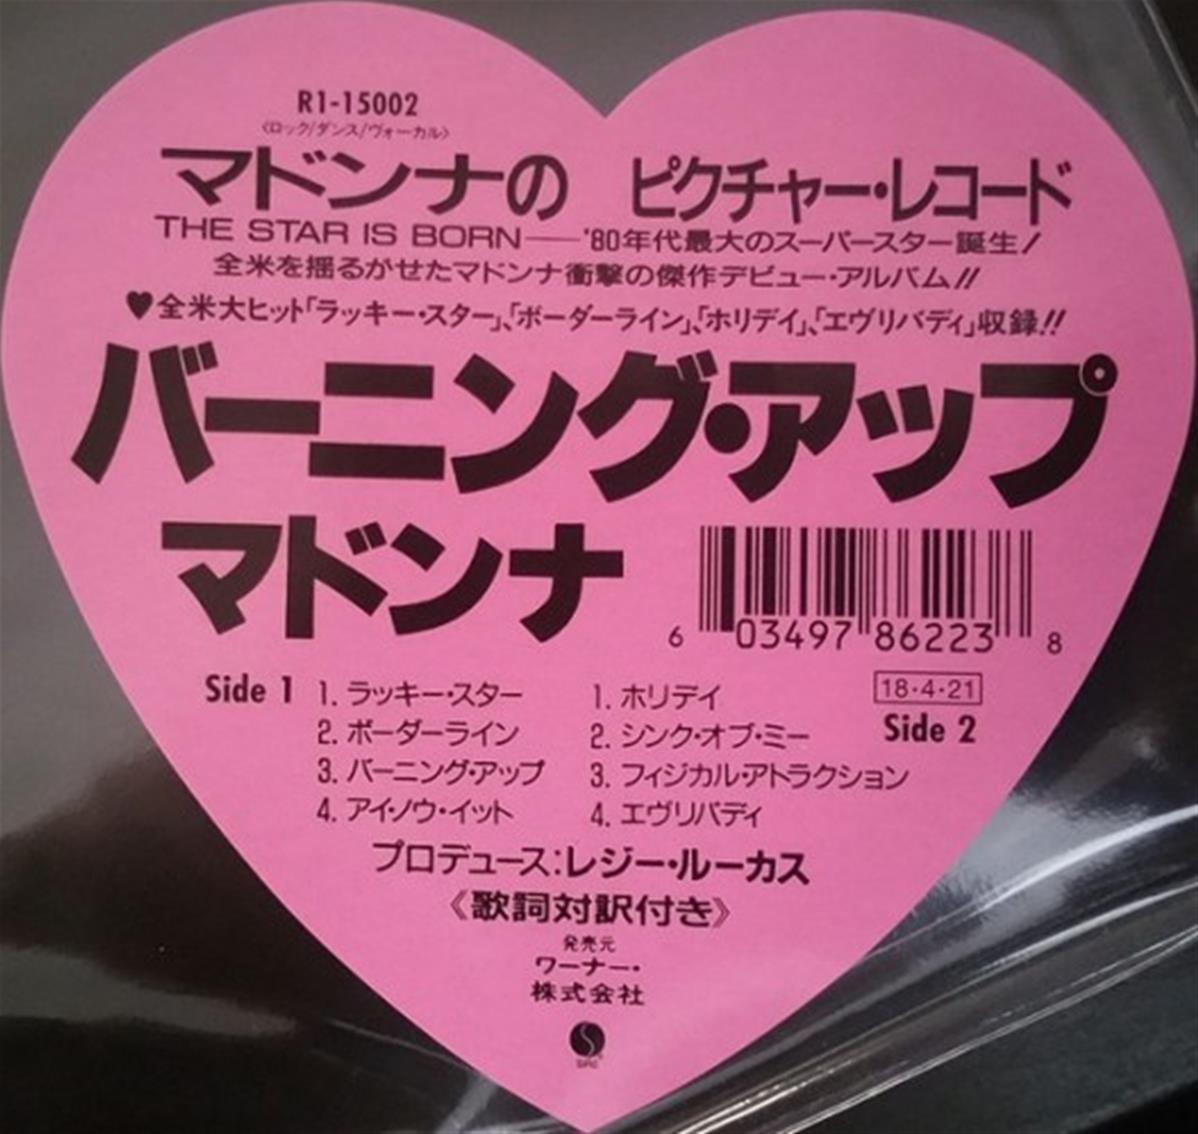 R1-15002
〈ロック/ダンス/ヴォーカル〉
マドンナの ピクチャー・レコード
THE STAR IS BORN——'80年代最大のスーパースター誕生!
全米を揺るがせたマドンナ衝撃の傑作デビュー・アルバム!!
♥全米大ヒット「ラッキー・スター」、「ボーダーライン」、「ホリデイ」、「エヴリバディ」収録!!
バーニング・アップ
マドンナ
6 03497 86223 8
18・4・21
Side 1
1. ラッキー・スター
2. ボーダーライン
3. バーニング・アップ
4. アイ・ノウ・イット
Side 2
1. ホリデイ
2. シンク・オブ・ミー
3. フィジカル・アトラクション
4. エヴリバディ
プロデュース:レジー・ルーカス
《歌詞対訳付き》
発売元
ワーナー・
株式会社